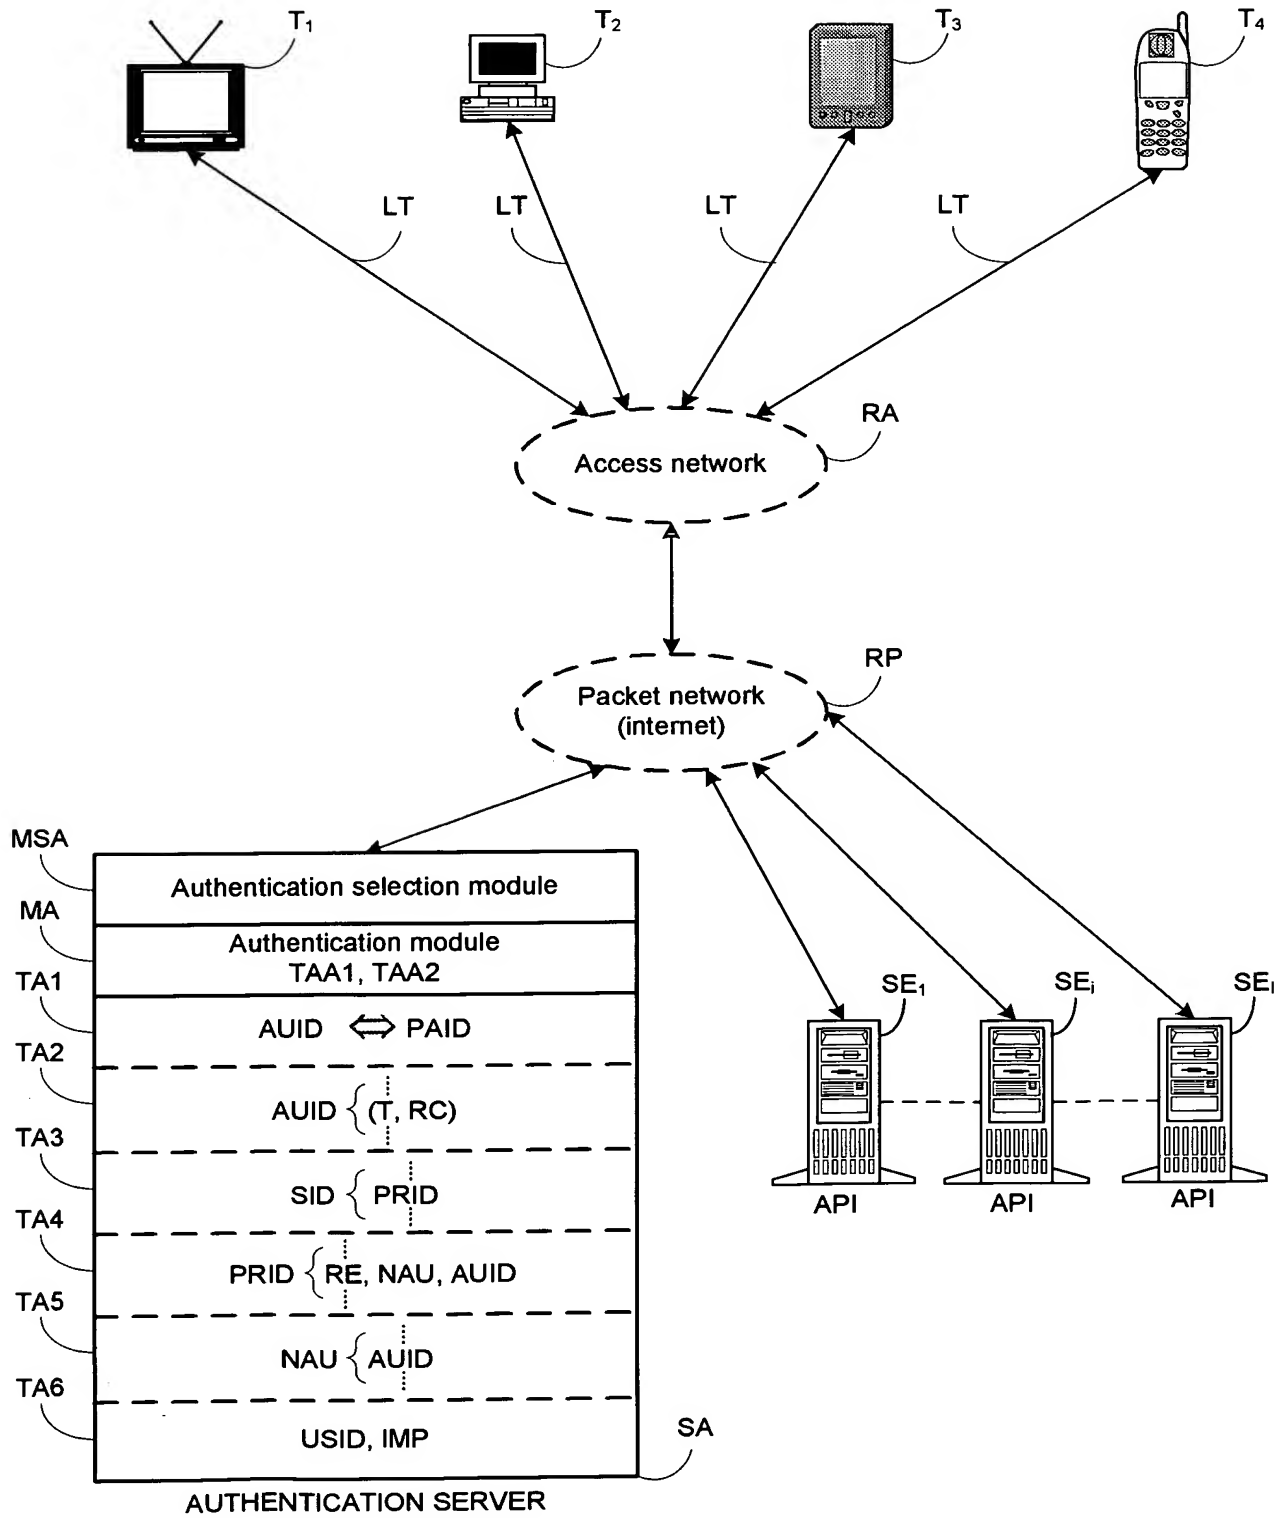 T1
T2
T3
T4
LT
LT
LT
LT
RA
Access network
RP
Packet network
(internet)
MSA
Authentication selection module
MA
Authentication module
TAA1, TAA2
TA1
AUID ⇔ PAID
TA2
AUID { (T, RC)
TA3
SID { PRID
TA4
PRID { RE, NAU, AUID
TA5
NAU { AUID
TA6
USID, IMP
SA
AUTHENTICATION SERVER
SE1
SEi
SEI
API
API
API